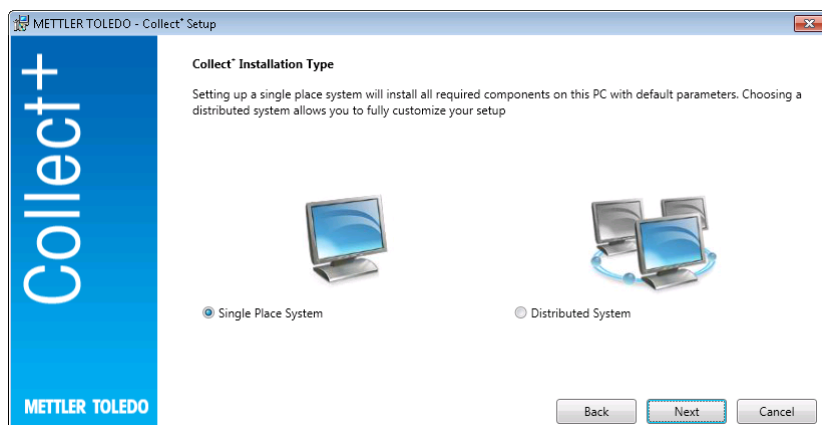 METTLER TOLEDO - Collect⁺ Setup
Collect+
Collect⁺ Installation Type
Setting up a single place system will install all required components on this PC with default parameters. Choosing a
distributed system allows you to fully customize your setup
Single Place System
Distributed System
METTLER TOLEDO
Back
Next
Cancel